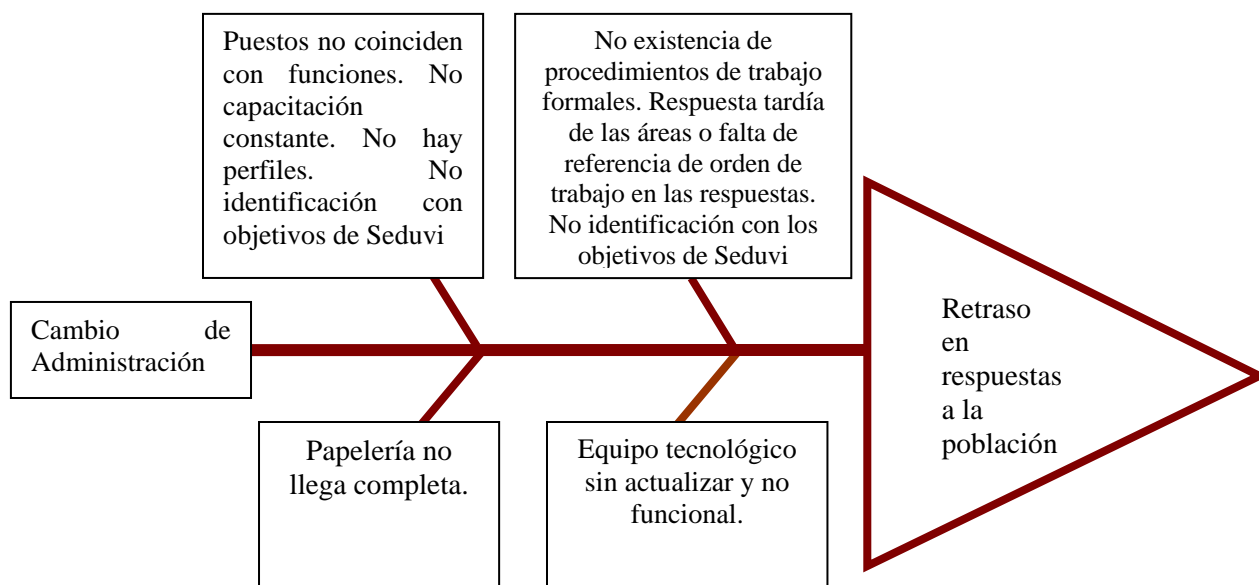 Puestos no coinciden
con funciones. No
capacitación
constante. No hay
perfiles. No
identificación con
objetivos de Seduvi
No existencia de
procedimientos de trabajo
formales. Respuesta tardía
de las áreas o falta de
referencia de orden de
trabajo en las respuestas.
No identificación con los
objetivos de Seduvi
Cambio de
Administración
Retraso
en
respuestas
a la
población
Papelería no
llega completa.
Equipo tecnológico
sin actualizar y no
funcional.